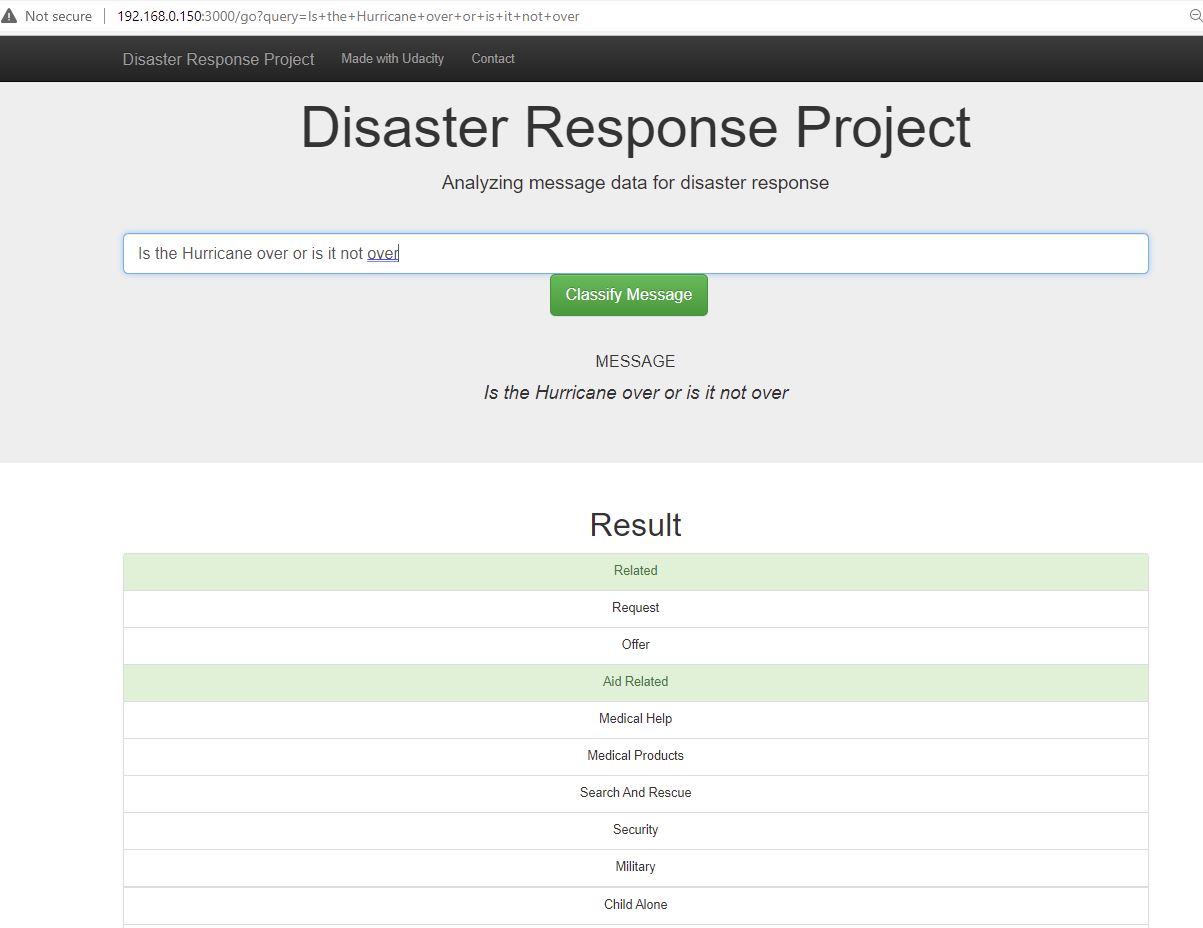 Not secure | 192.168.0.150:3000/go?query=Is+the+Hurricane+over+or+is+it+not+over
Disaster Response Project Made with Udacity Contact
Disaster Response Project
Analyzing message data for disaster response
Is the Hurricane over or is it not over
Classify Message
MESSAGE
Is the Hurricane over or is it not over
Result
Related
Request
Offer
Aid Related
Medical Help
Medical Products
Search And Rescue
Security
Military
Child Alone